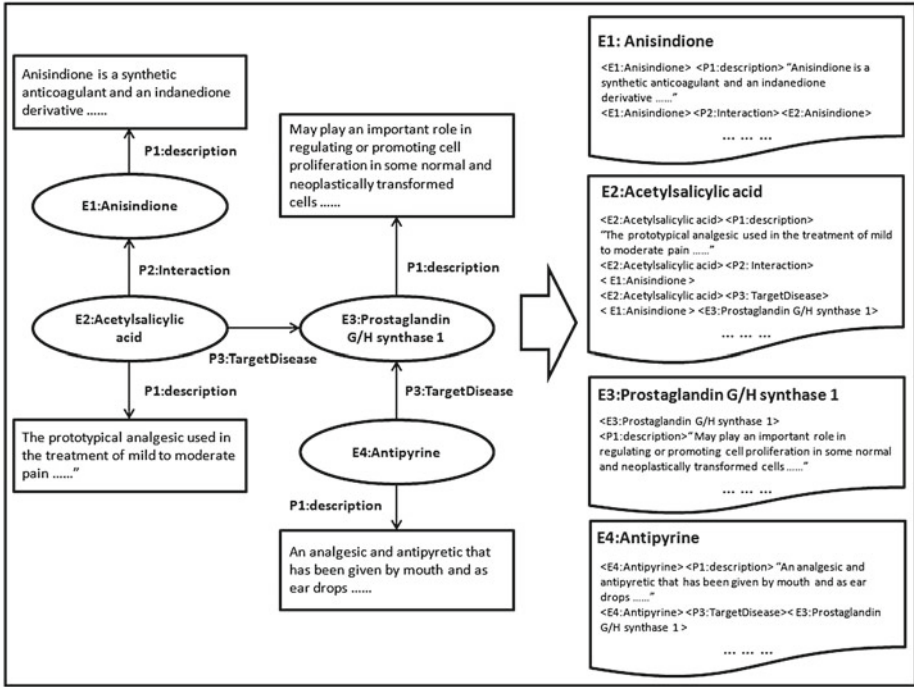 Anisindione is a synthetic
anticoagulant and an indanedione
derivative ......
P1:description
E1:Anisindione
P2:Interaction
E2:Acetylsalicylic
acid
P1:description
The prototypical analgesic used in
the treatment of mild to moderate
pain ......”
May play an important role in
regulating or promoting cell
proliferation in some normal and
neoplastically transformed
cells ......
P1:description
E3:Prostaglandin
G/H synthase 1
P3:TargetDisease
P3:TargetDisease
E4:Antipyrine
P1:description
An analgesic and antipyretic that
has been given by mouth and as
ear drops ......
E1: Anisindione
<E1:Anisindione> <P1:description> “Anisindione is a
synthetic anticoagulant and an indanedione
derivative ......”
<E1:Anisindione><P2:Interaction><E2:Anisindione>
... ... ...
E2:Acetylsalicylic acid
<E2:Acetylsalicylic acid><P1:description>
“The prototypical analgesic used in the treatment of mild
to moderate pain ......”
<E2:Acetylsalicylic acid><P2: Interaction>
< E1:Anisindione >
<E2:Acetylsalicylic acid><P3: TargetDisease>
< E1:Anisindione > <E3:Prostaglandin G/H synthase 1>
... ... ...
E3:Prostaglandin G/H synthase 1
<E3:Prostaglandin G/H synthase 1>
<P1:description>“May play an important role in
regulating or promoting cell proliferation in some normal
and neoplastically transformed cells ......”
... ... ...
E4:Antipyrine
<E4:Antipyrine><P1:description> “An analgesic and
antipyretic that has been given by mouth and as ear
drops ......”
<E4:Antipyrine><P3:TargetDisease>< E3:Prostaglandin
G/H synthase 1 >
... ... ...